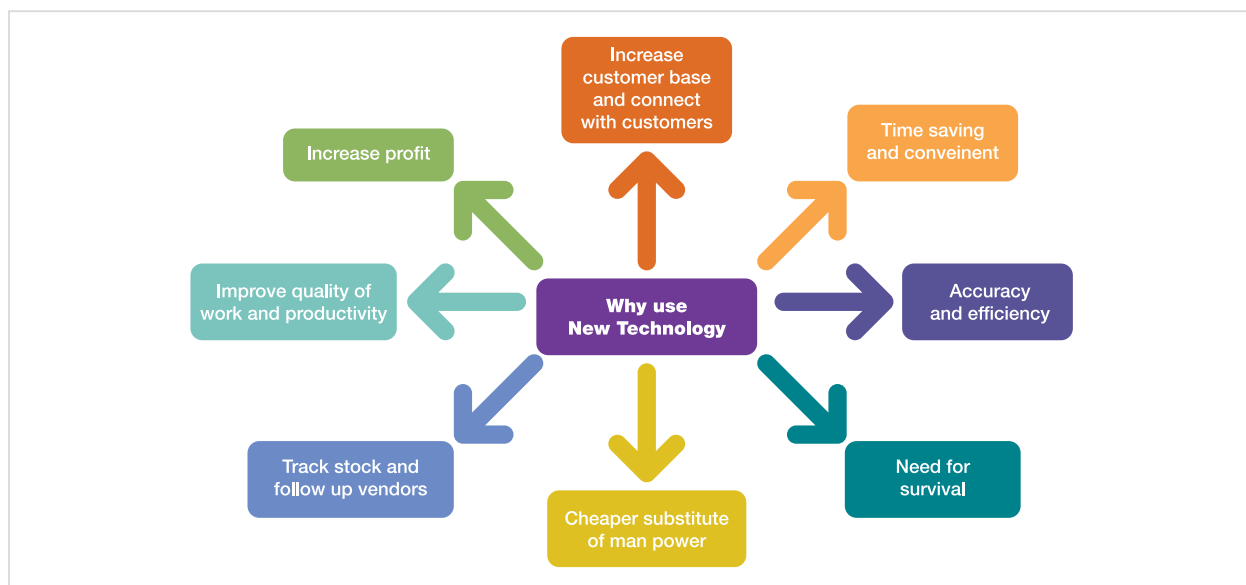 Increase
customer base
and connect
with customers
Time saving
and conveinent
Increase profit
Improve quality of
work and productivity
Why use
New Technology
Accuracy
and efficiency
Track stock and
follow up vendors
Need for
survival
Cheaper substitute
of man power